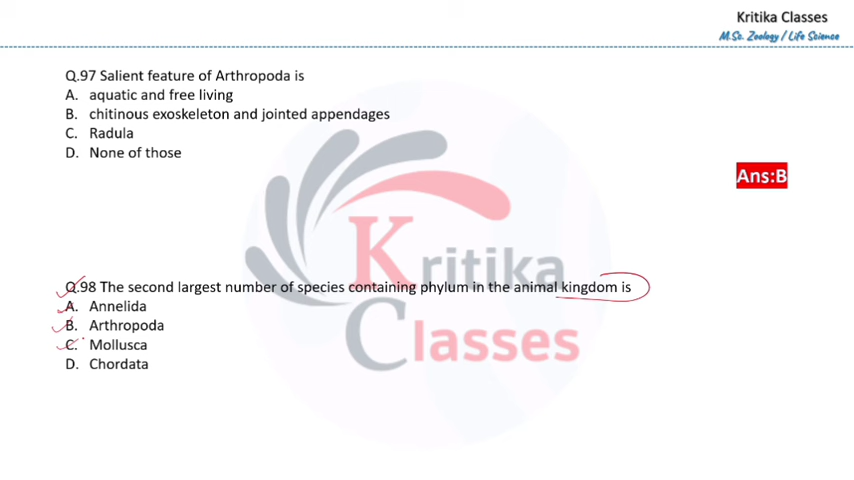 Kritika Classes
M.Sc. Zoology / Life Science
Q.97 Salient feature of Arthropoda is
A. aquatic and free living
B. chitinous exoskeleton and jointed appendages
C. Radula
D. None of those
Ans:B
Kritika
Classes
Q.98 The second largest number of species containing phylum in the animal kingdom is
A. Annelida
B. Arthropoda
C. Mollusca
D. Chordata